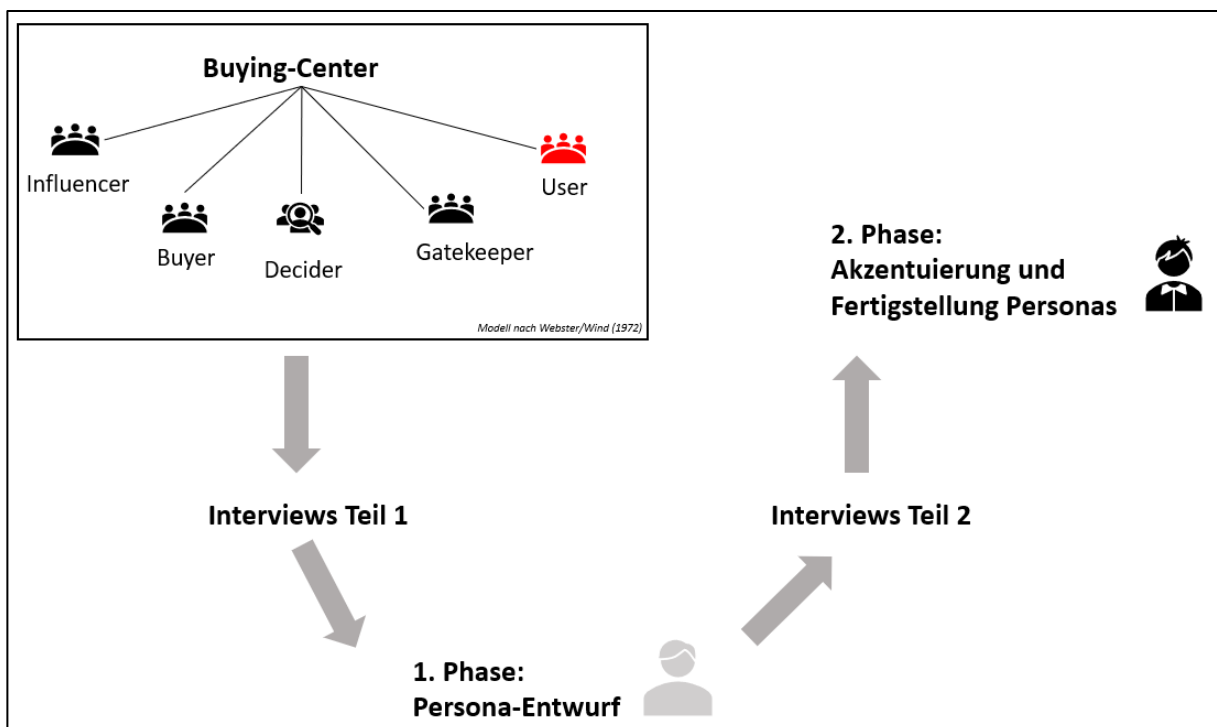 Buying-Center
Influencer
Buyer
Decider
Gatekeeper
User
Modell nach Webster/Wind (1972)
Interviews Teil 1
1. Phase:
Persona-Entwurf
Interviews Teil 2
2. Phase:
Akzentuierung und
Fertigstellung Personas